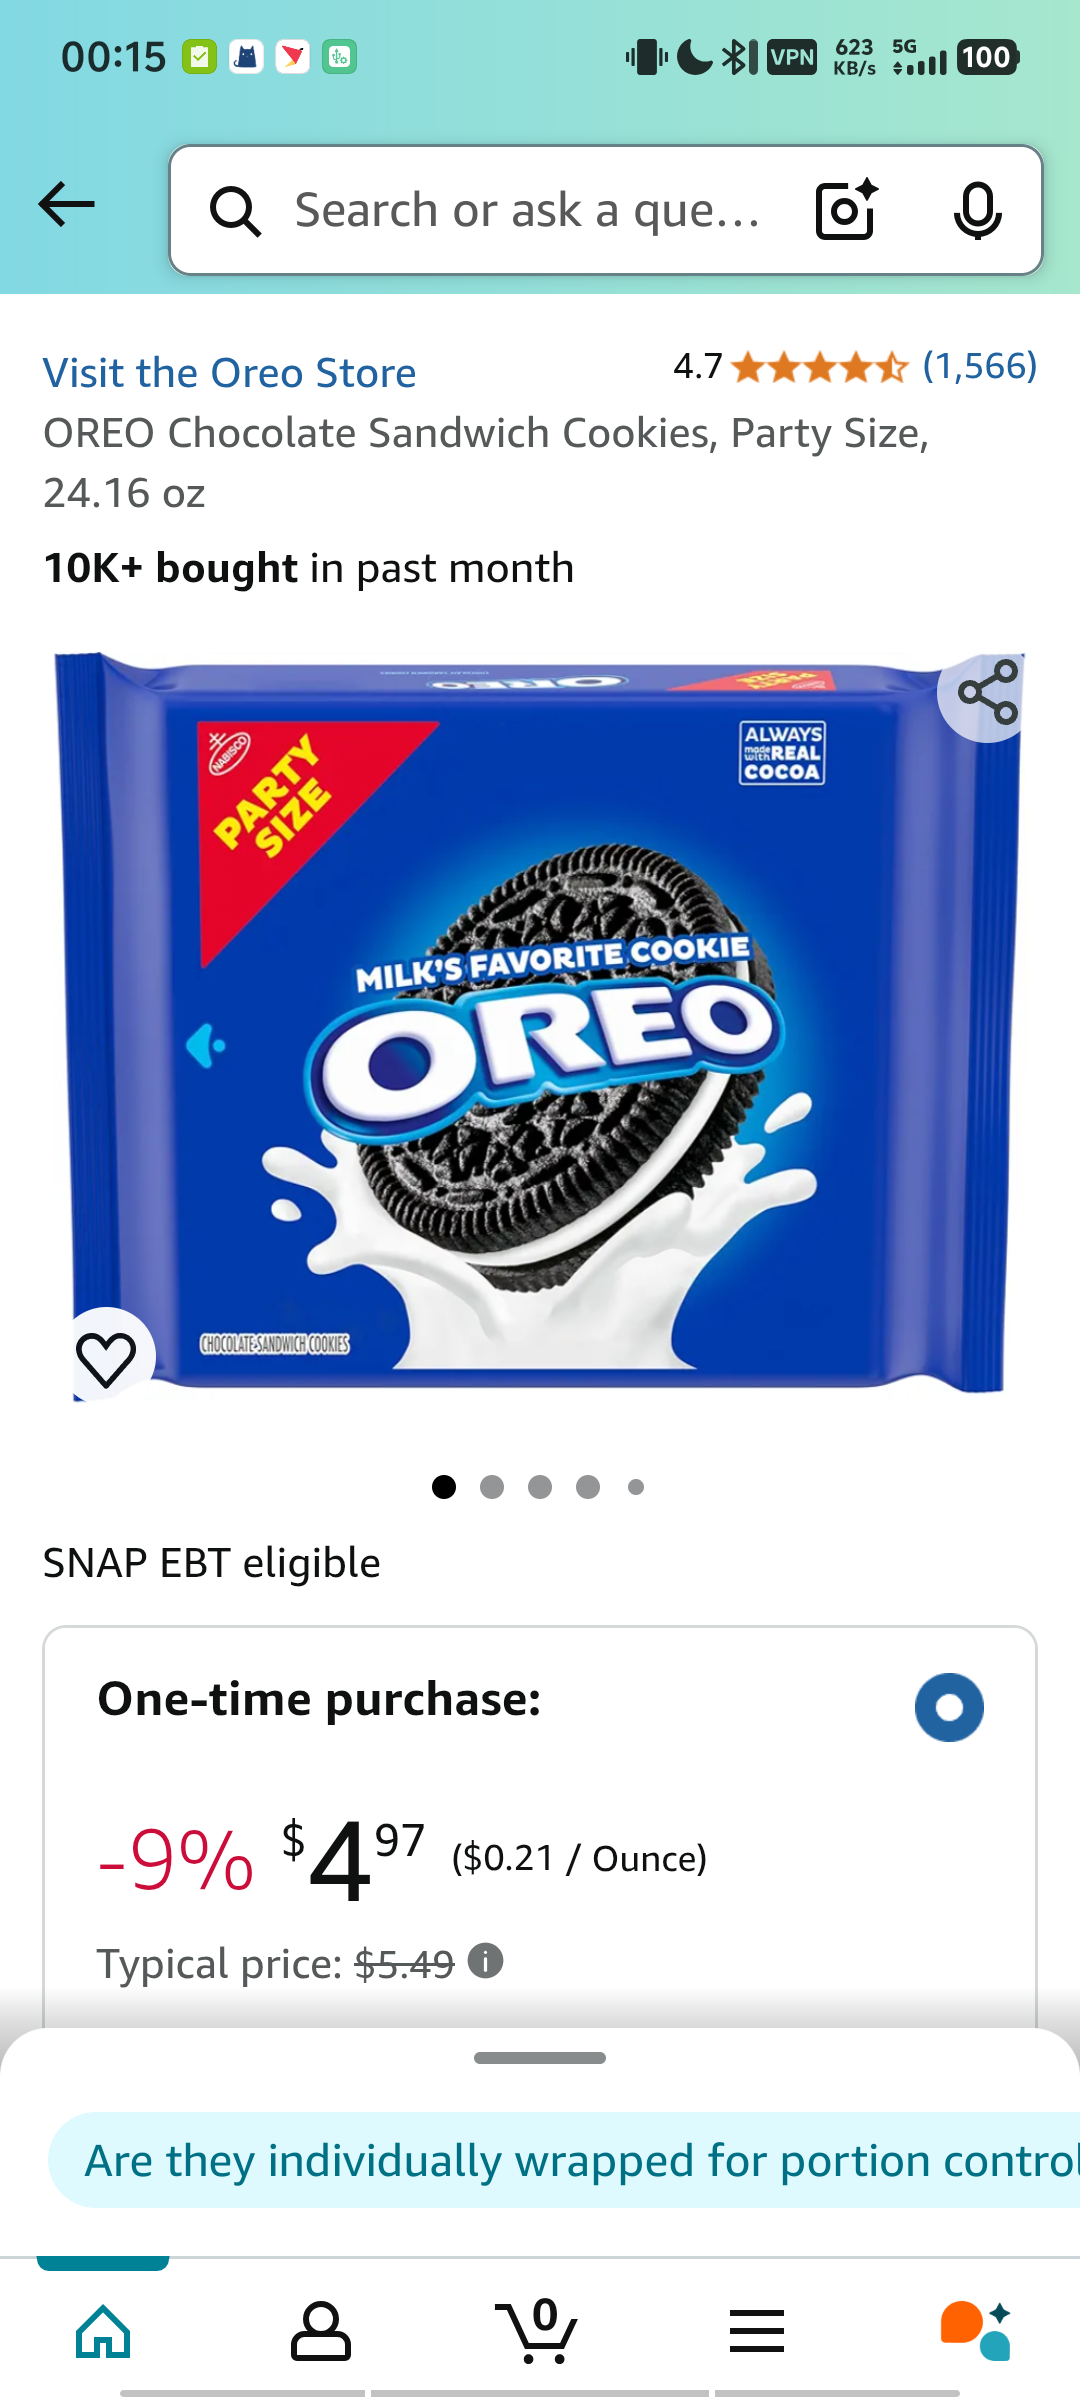 00:15
VPN
623
KB/s
5G
100
Search or ask a que...
Visit the Oreo Store
4.7 (1,566)
OREO Chocolate Sandwich Cookies, Party Size,
24.16 oz
10K+ bought in past month
OREO
PARTY
SIZE
NABISCO
PARTY
SIZE
ALWAYS
made with REAL
COCOA
MILK'S FAVORITE COOKIE
OREO
CHOCOLATE SANDWICH COOKIES
SNAP EBT eligible
One-time purchase:
-9% $4 97 ($0.21 / Ounce)
Typical price: $5.49
Are they individually wrapped for portion control
0